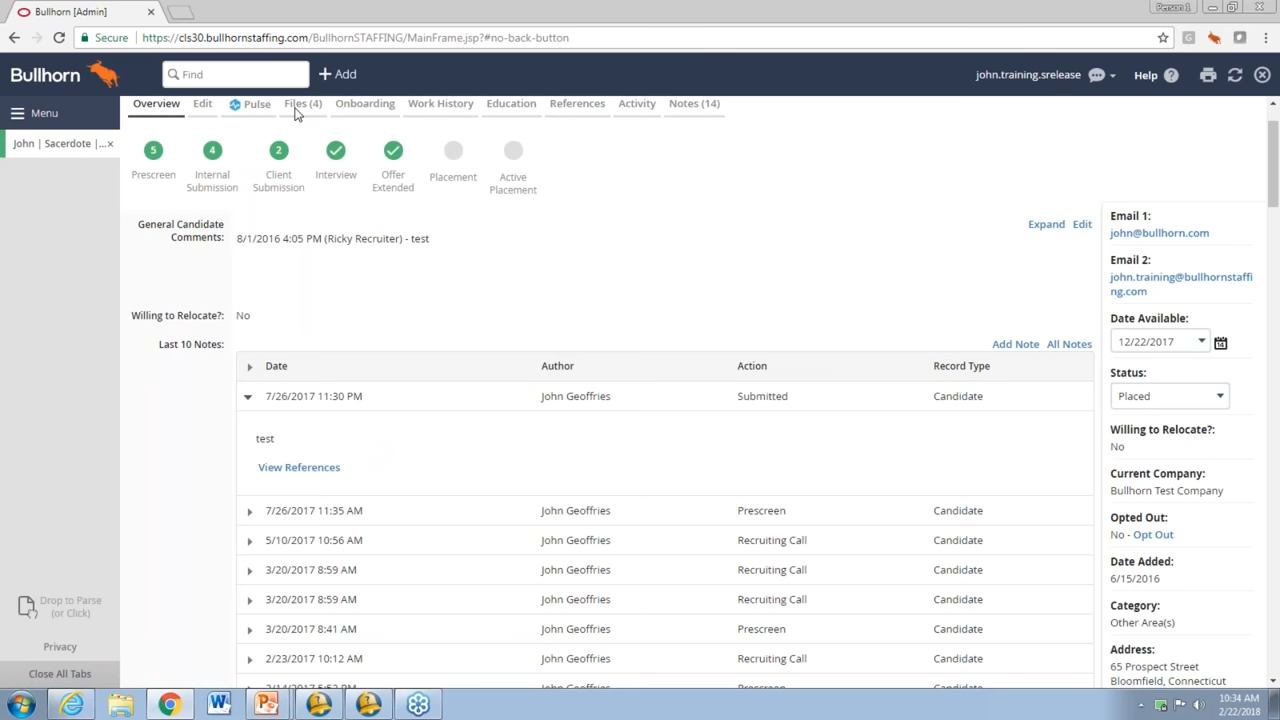 Bullhorn [Admin]
Person 1
Secure
https://cls30.bullhornstaffing.com/BullhornSTAFFING/MainFrame.jsp?#no-back-button
Bullhorn
Find
Add
john.training.srelease
Help
Menu
John | Sacerdote |...
Overview
Edit
Pulse
Files (4)
Onboarding
Work History
Education
References
Activity
Notes (14)
5
4
2
Prescreen
Internal
Submission
Client
Submission
Interview
Offer
Extended
Placement
Active
Placement
General Candidate
Comments:
8/1/2016 4:05 PM (Ricky Recruiter) - test
Expand Edit
Willing to Relocate?: No
Last 10 Notes:
Add Note All Notes
Date Author Action Record Type
7/26/2017 11:30 PM John Geoffries Submitted Candidate
test
View References
7/26/2017 11:35 AM John Geoffries Prescreen Candidate
5/10/2017 10:56 AM John Geoffries Recruiting Call Candidate
3/20/2017 8:59 AM John Geoffries Recruiting Call Candidate
3/20/2017 8:59 AM John Geoffries Recruiting Call Candidate
3/20/2017 8:41 AM John Geoffries Prescreen Candidate
2/23/2017 10:12 AM John Geoffries Recruiting Call Candidate
Email 1:
john@bullhorn.com
Email 2:
john.training@bullhornstaffi
ng.com
Date Available:
12/22/2017
Status:
Placed
Willing to Relocate?:
No
Current Company:
Bullhorn Test Company
Opted Out:
No - Opt Out
Date Added:
6/15/2016
Category:
Other Area(s)
Address:
65 Prospect Street
Bloomfield, Connecticut
Drop to Parse
(or Click)
Privacy
Close All Tabs
10:34 AM
2/22/2018